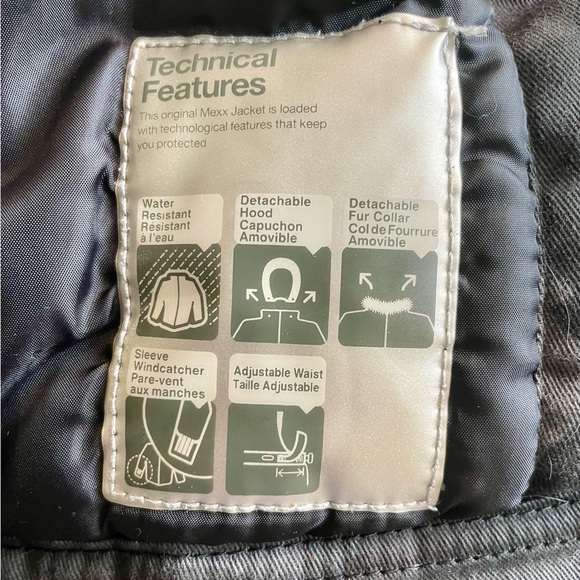 Technical
Features
This original Mexx Jacket is loaded
with technological features that keep
you protected
Water
Resistant
Résistant
à l'eau
Detachable
Hood
Capuchon
Amovible
Detachable
Fur Collar
Col de Fourrure
Amovible
Sleeve
Windcatcher
Pare-vent
aux manches
Adjustable Waist
Taille Adjustable